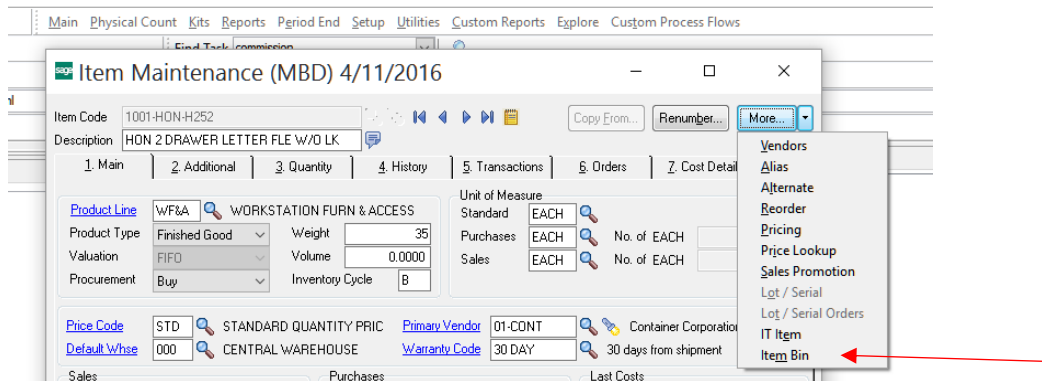 Main Physical Count Kits Reports Period End Setup Utilities Custom Reports Explore Custom Process Flows
Find Task commission
sage Item Maintenance (MBD) 4/11/2016
Item Code 1001-HON-H252 Copy From... Renumber... More...
Description HON 2 DRAWER LETTER FLE W/O LK
1. Main 2. Additional 3. Quantity 4. History 5. Transactions 6. Orders 7. Cost Detail
Vendors
Alias
Alternate
Reorder
Pricing
Price Lookup
Sales Promotion
Lot / Serial
Lot / Serial Orders
IT Item
Item Bin
Product Line WF&A WORKSTATION FURN & ACCESS
Product Type Finished Good Weight 35
Valuation FIFO Volume 0.0000
Procurement Buy Inventory Cycle B
Unit of Measure
Standard EACH
Purchases EACH No. of EACH
Sales EACH No. of EACH
Price Code STD STANDARD QUANTITY PRIC Primary Vendor 01-CONT Container Corporation
Default Whse 000 CENTRAL WAREHOUSE Warranty Code 30 DAY 30 days from shipment
Sales Purchases Last Costs